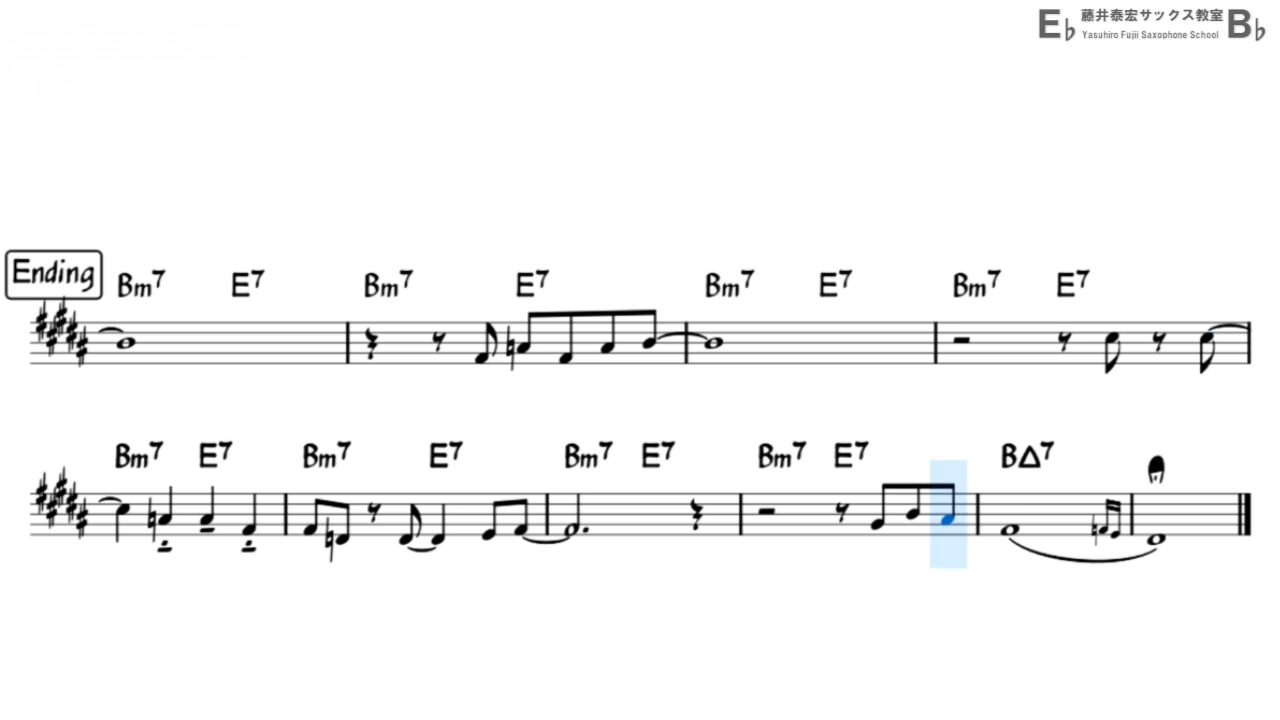 E♭ 藤井泰宏サックス教室 B♭
Yasuhiro Fujii Saxophone School
Ending
Bm7 E7 Bm7 E7 Bm7 E7 Bm7 E7
Bm7 E7 Bm7 E7 Bm7 E7 Bm7 E7 B△7